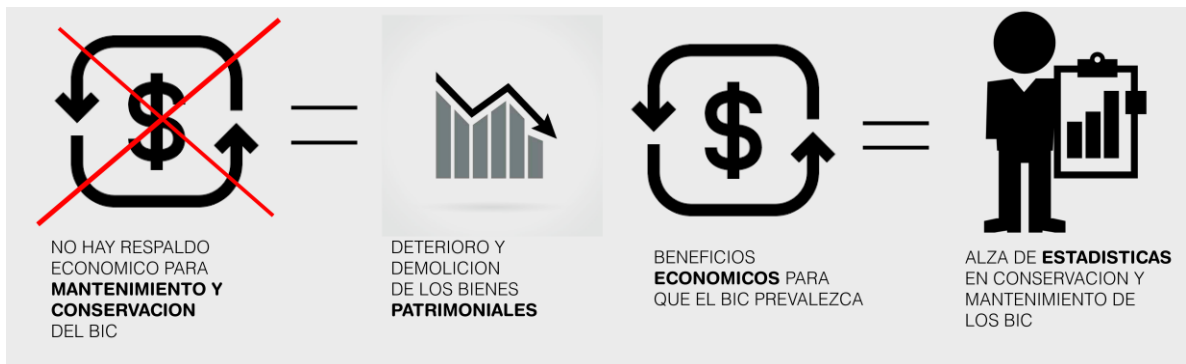 NO HAY RESPALDO
ECONOMICO PARA
MANTENIMIENTO Y
CONSERVACION
DEL BIC
DETERIORO Y
DEMOLICION
DE LOS BIENES
PATRIMONIALES
BENEFICIOS
ECONOMICOS PARA
QUE EL BIC PREVALEZCA
ALZA DE ESTADISTICAS
EN CONSERVACION Y
MANTENIMIENTO DE
LOS BIC